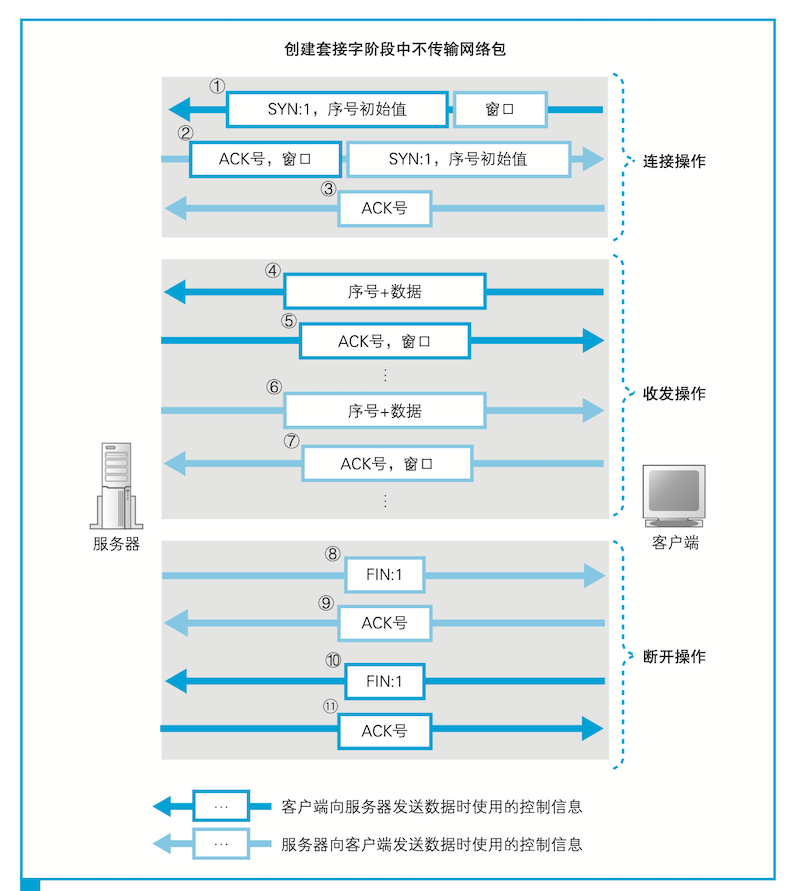 创建套接字阶段中不传输网络包
①
SYN:1，序号初始值
窗口
②
ACK号，窗口
SYN:1，序号初始值
③
ACK号
连接操作
④
序号+数据
⑤
ACK号，窗口
⋮
⑥
序号+数据
⑦
ACK号，窗口
⋮
收发操作
服务器
客户端
⑧
FIN:1
⑨
ACK号
⑩
FIN:1
⑪
ACK号
断开操作
… 客户端向服务器发送数据时使用的控制信息
… 服务器向客户端发送数据时使用的控制信息